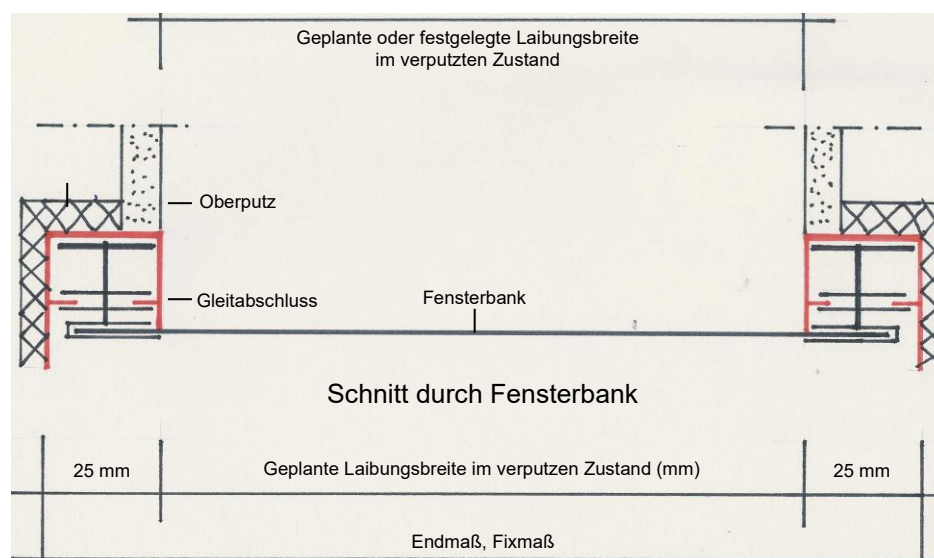 Geplante oder festgelegte Laibungsbreite
im verputzten Zustand
Oberputz
Gleitabschluss
Fensterbank
Schnitt durch Fensterbank
25 mm
Geplante Laibungsbreite im verputzen Zustand (mm)
25 mm
Endmaß, Fixmaß